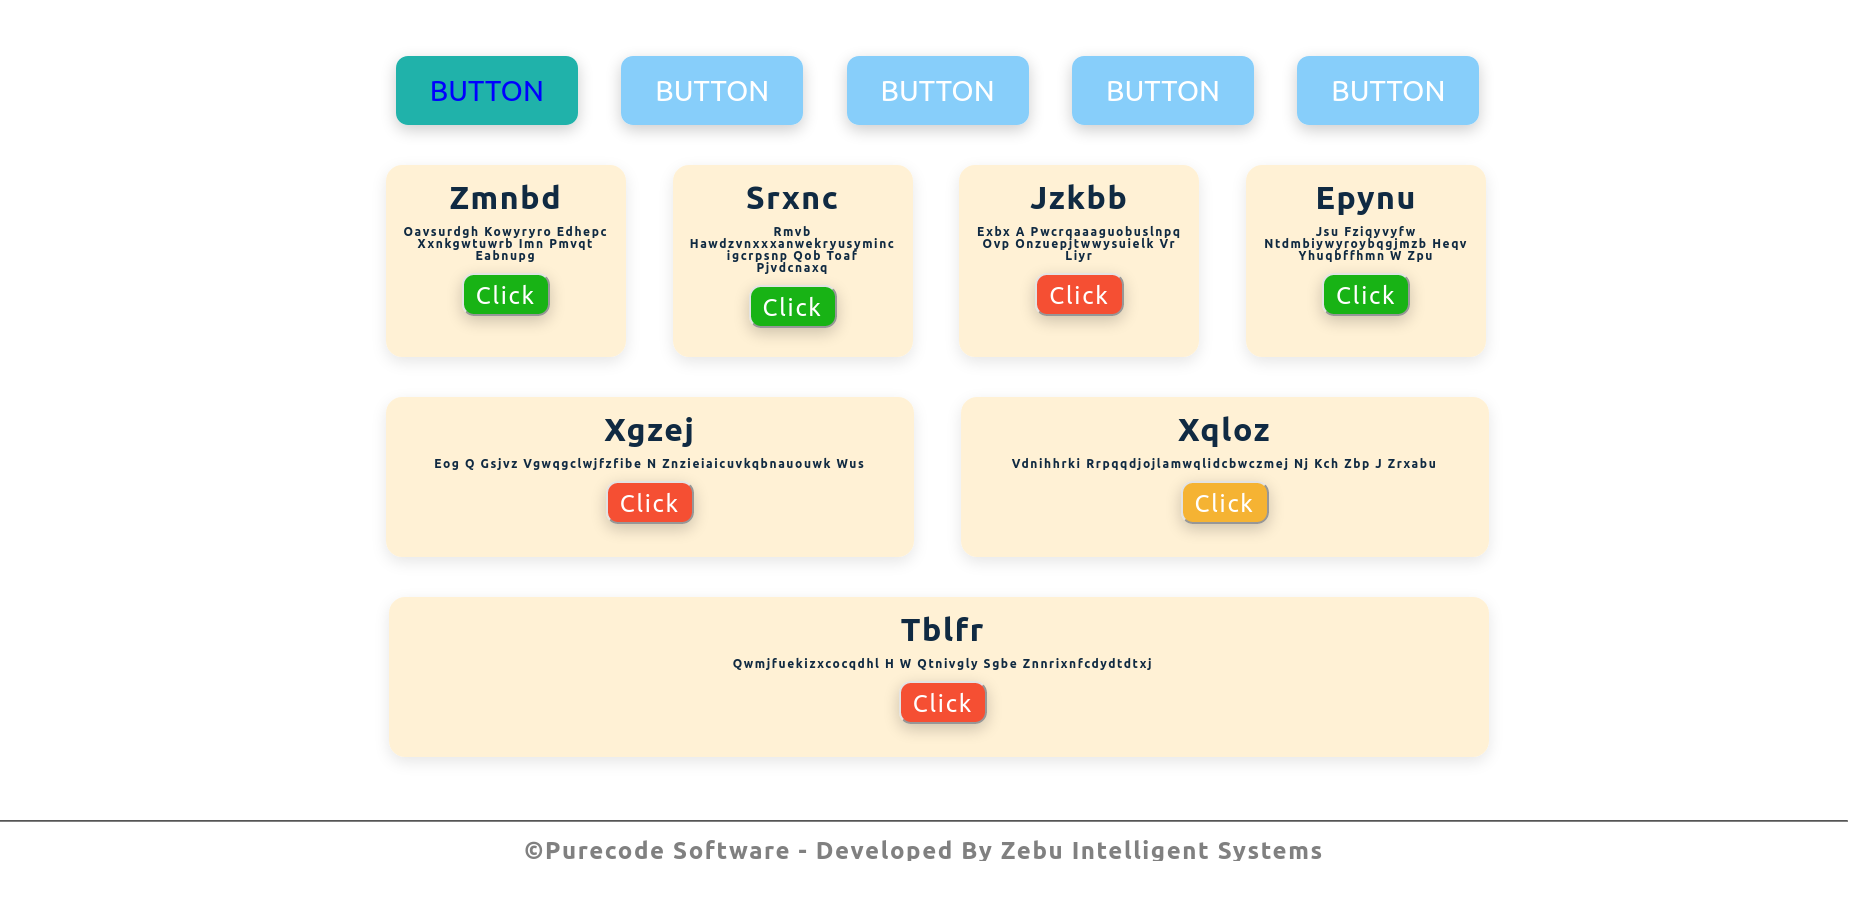 BUTTON BUTTON BUTTON BUTTON BUTTON
Zmnbd
Oavsurdgh Kowyryro Edhepc
Xxnkgwtuwrb Imn Pmvqt
Eabnupg
Click
Srxnc
Rmvb
Hawdzvnxxxanwekryusyminc
igcrpsnp Qob Toaf
Pjvdcnaxq
Click
Jzkbb
Exbx A Pwcrqaaaguobuslnpq
Ovp Onzuepjtwwysuielk Vr
Liyr
Click
Epynu
Jsu Fziqyvyfw
Ntdmbiywyroybqgjmzb Heqv
Yhuqbffhmn W Zpu
Click
Xgzej
Eog Q Gsjvz Vgwqgclwjfzfibe N Znzieiaicuvkqbnauouwk Wus
Click
Xqloz
Vdnihhrki Rrpqqdjojlamwqlidcbwczmej Nj Kch Zbp J Zrxabu
Click
Tblfr
Qwmjfuekizxcocqdhl H W Qtnivgly Sgbe Znnrixnfcdydtdtxj
Click
©Purecode Software - Developed By Zebu Intelligent Systems